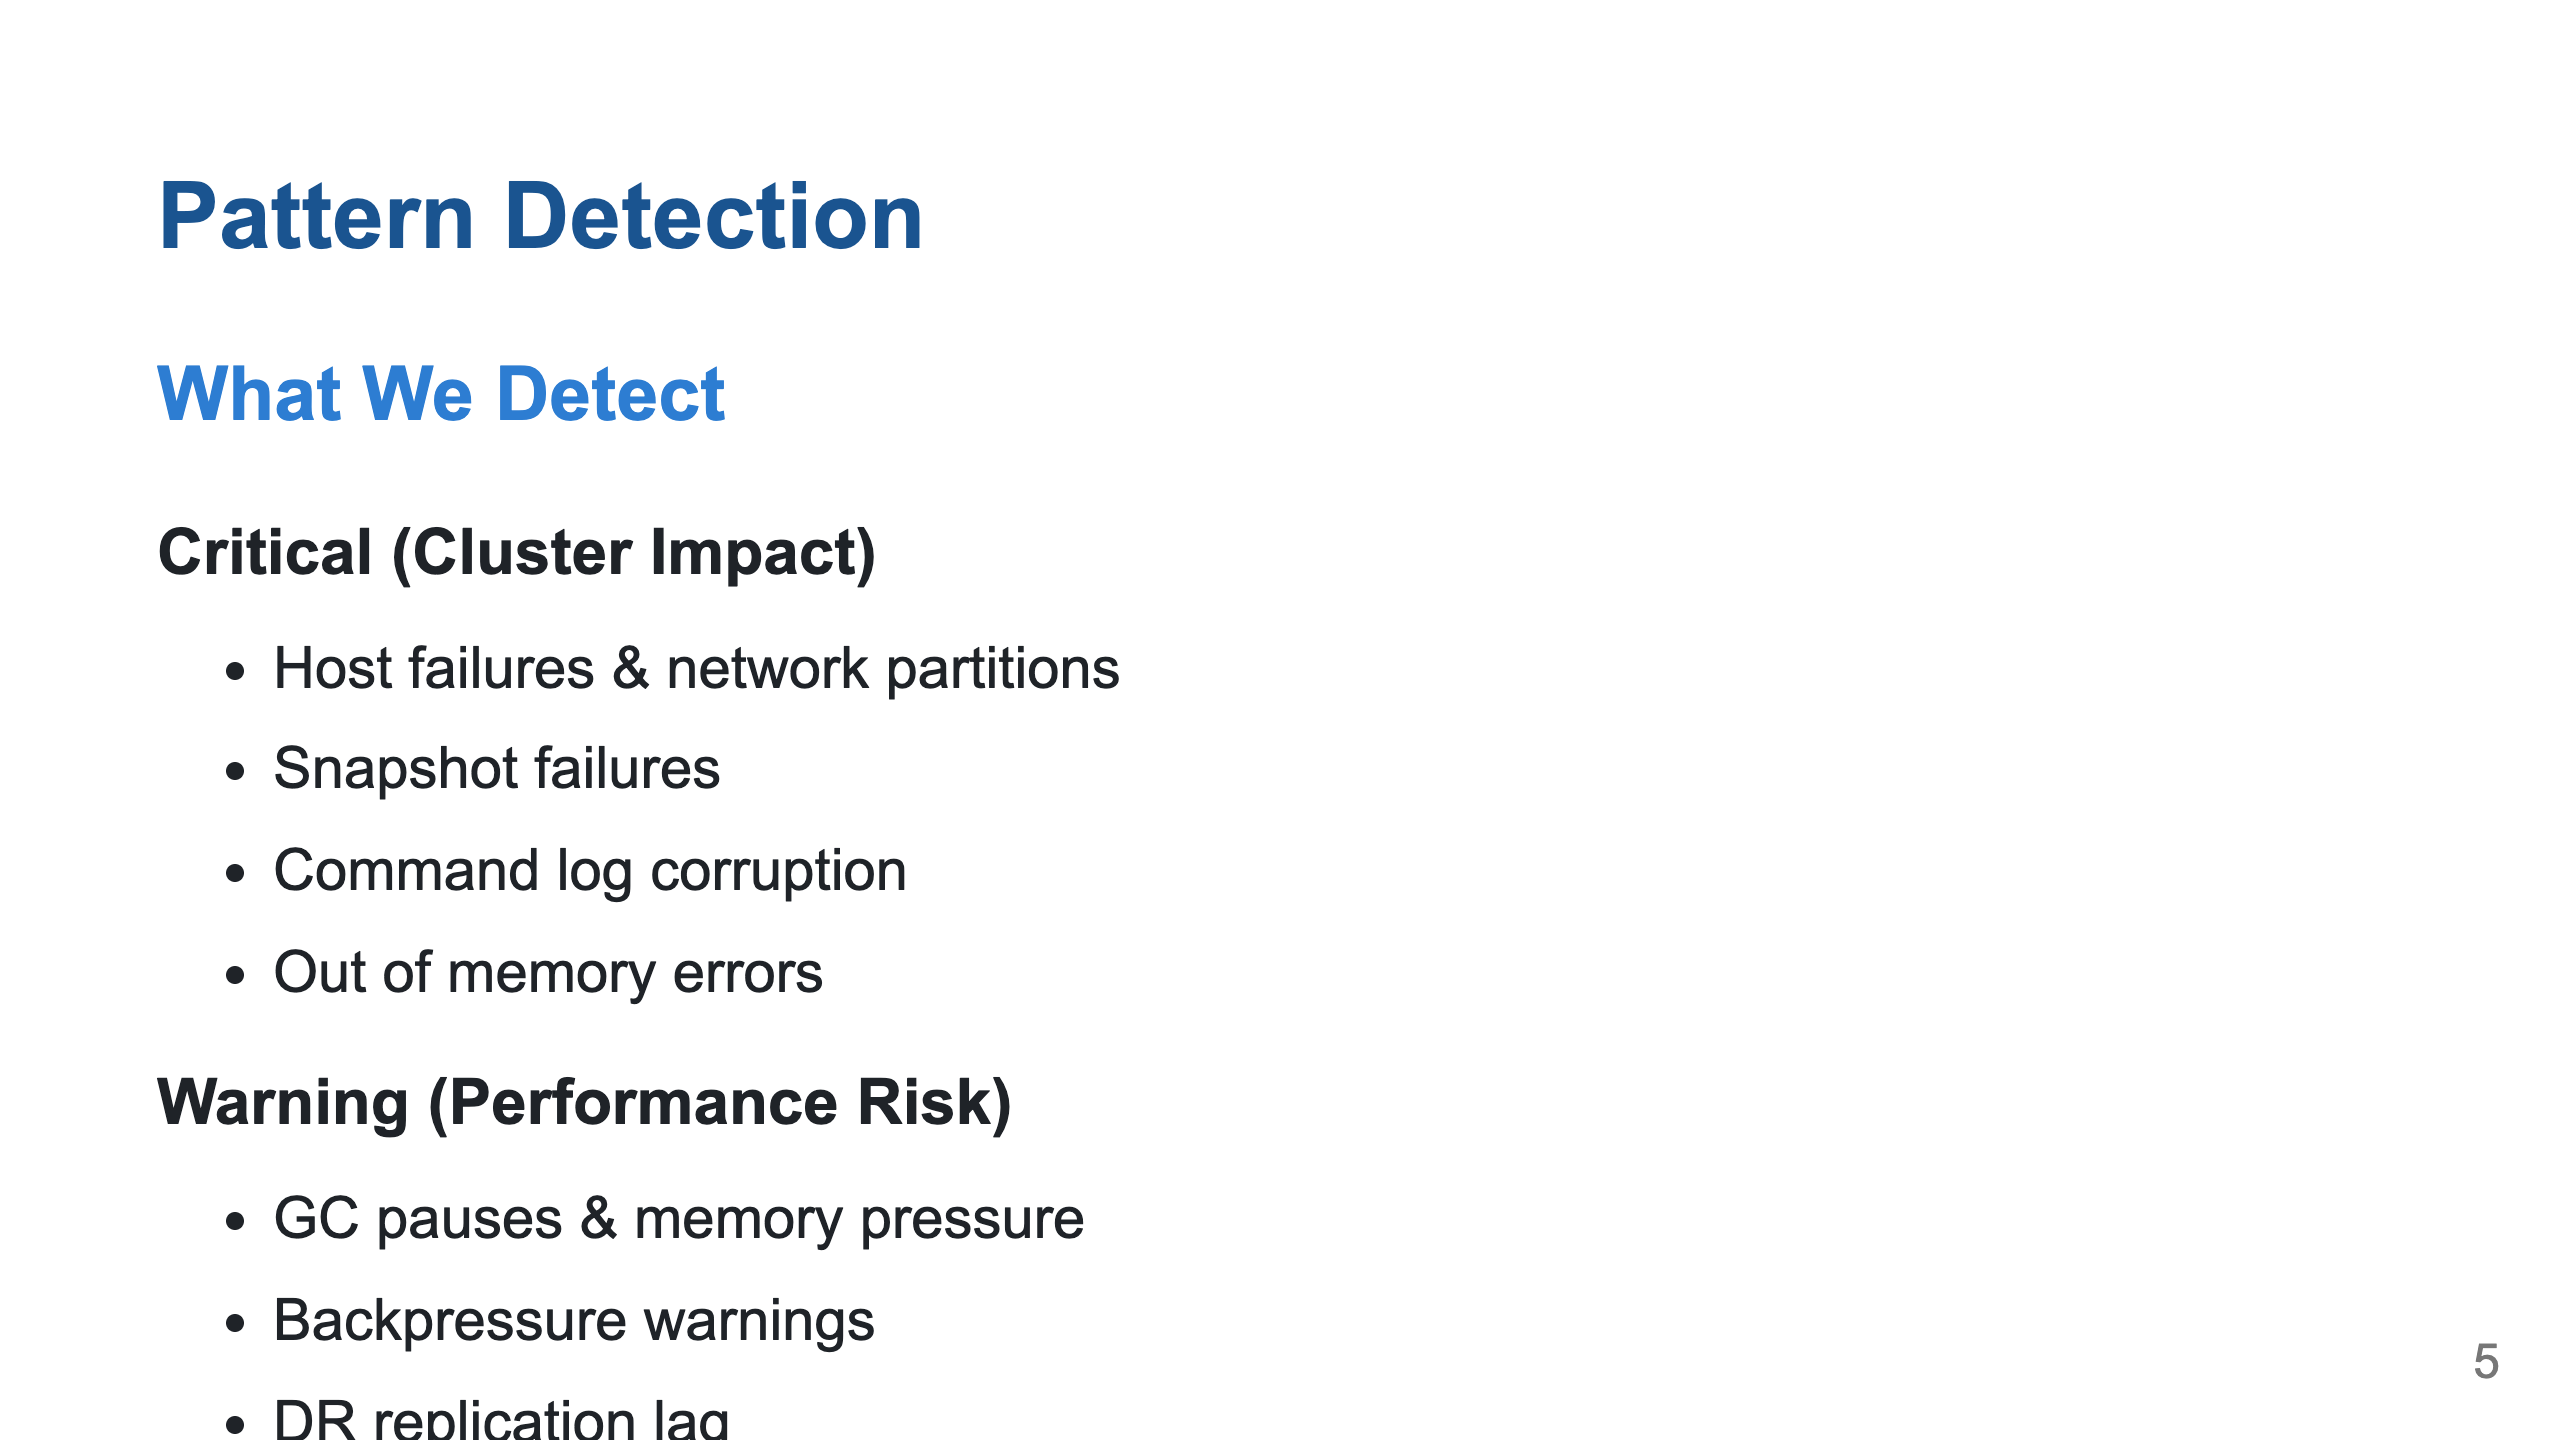 Pattern Detection
What We Detect
Critical (Cluster Impact)
• Host failures & network partitions
• Snapshot failures
• Command log corruption
• Out of memory errors
Warning (Performance Risk)
• GC pauses & memory pressure
• Backpressure warnings
• DR replication lag
5